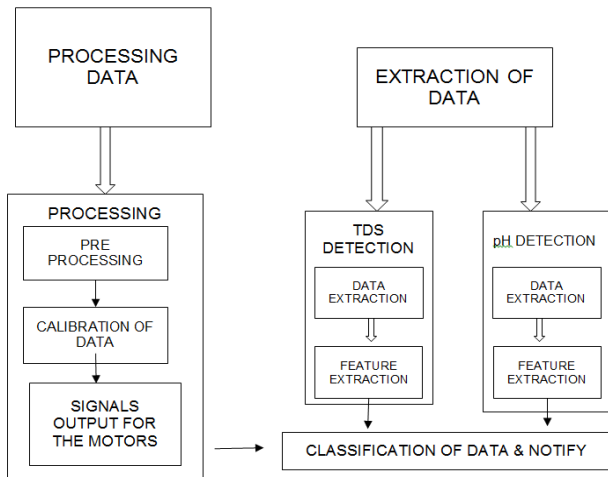 PROCESSING
DATA
EXTRACTION OF
DATA
PROCESSING
PRE
PROCESSING
CALIBRATION OF
DATA
SIGNALS
OUTPUT FOR
THE MOTORS
TDS
DETECTION
DATA
EXTRACTION
FEATURE
EXTRACTION
pH DETECTION
DATA
EXTRACTION
FEATURE
EXTRACTION
CLASSIFICATION OF DATA & NOTIFY